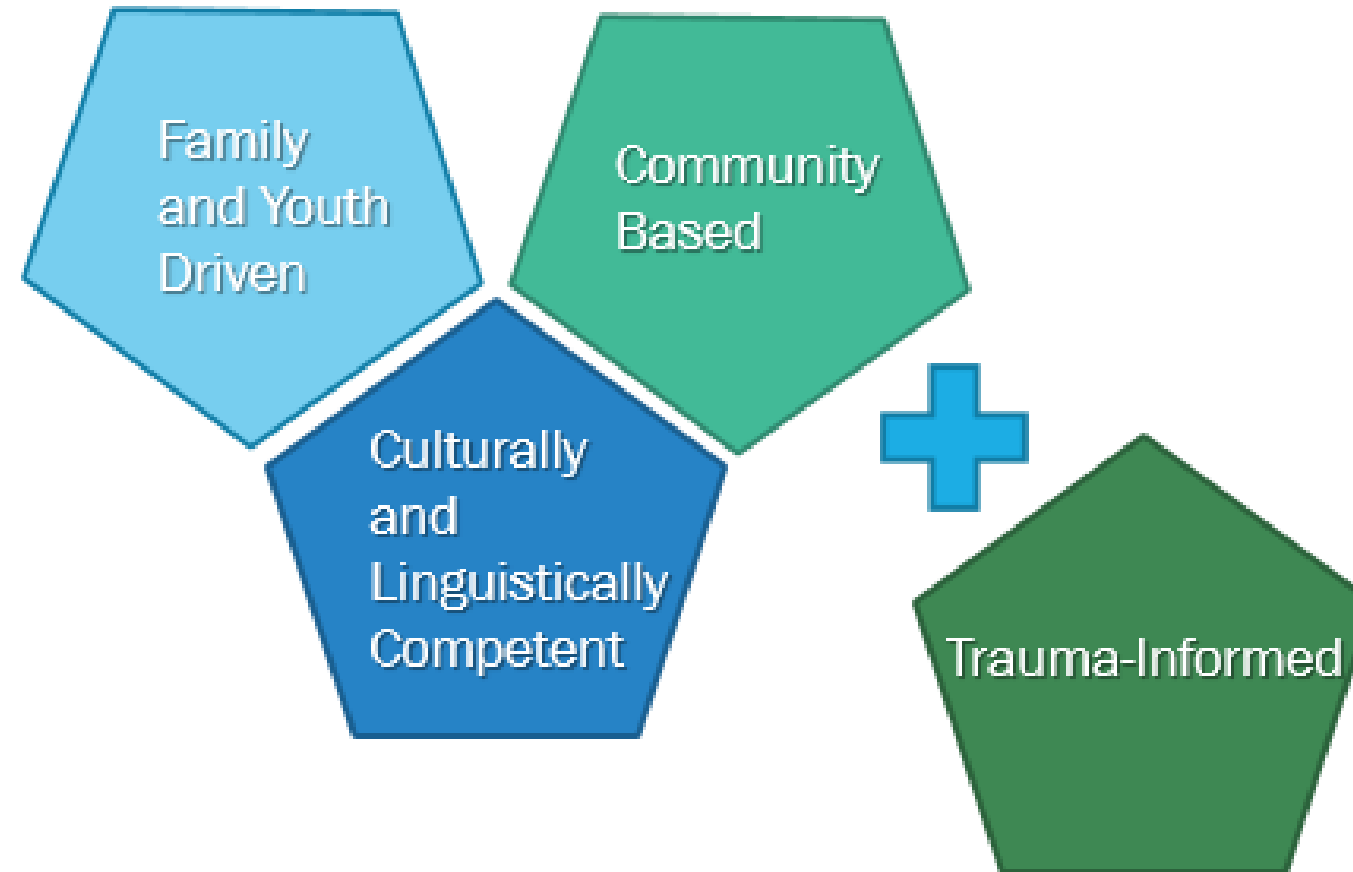 Family
and Youth
Driven
Community
Based
Culturally
and
Linguistically
Competent
Trauma-Informed